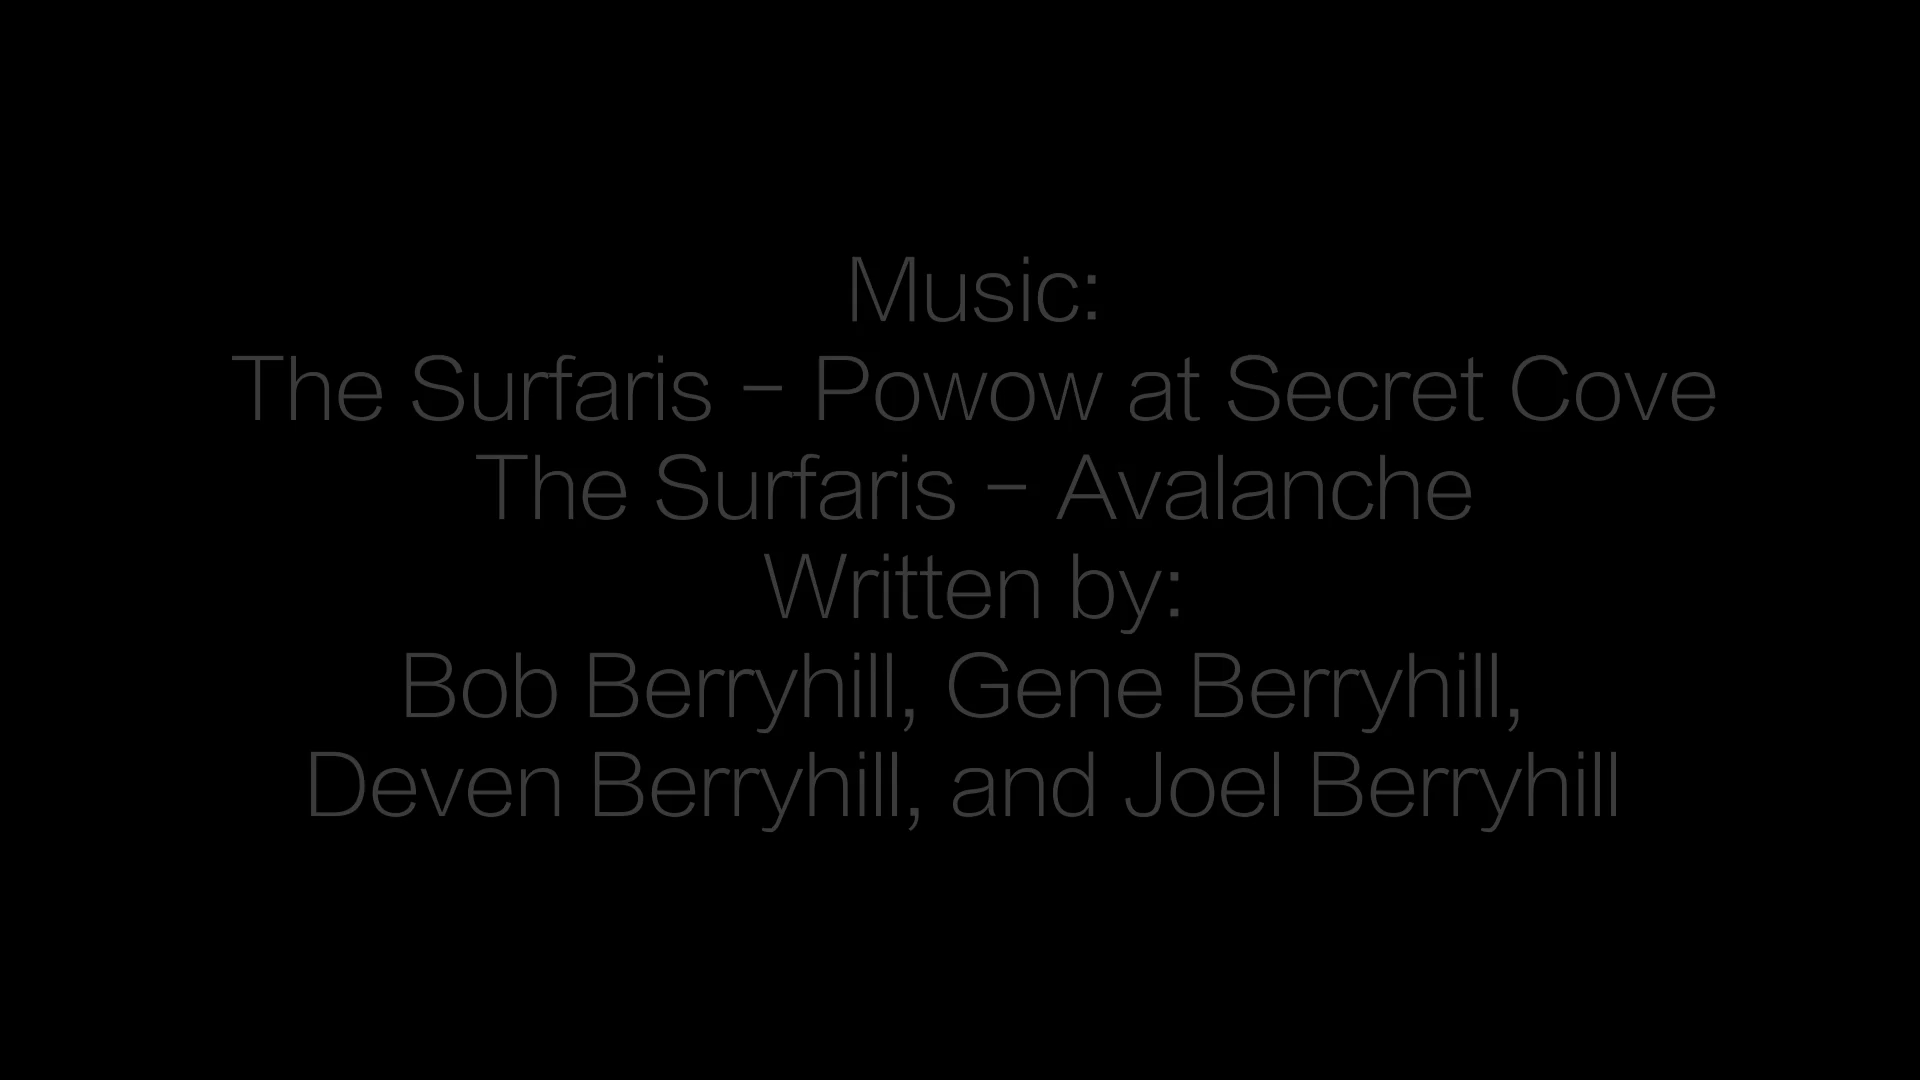 Music:
The Surfaris - Powow at Secret Cove
The Surfaris - Avalanche
Written by:
Bob Berryhill, Gene Berryhill,
Deven Berryhill, and Joel Berryhill